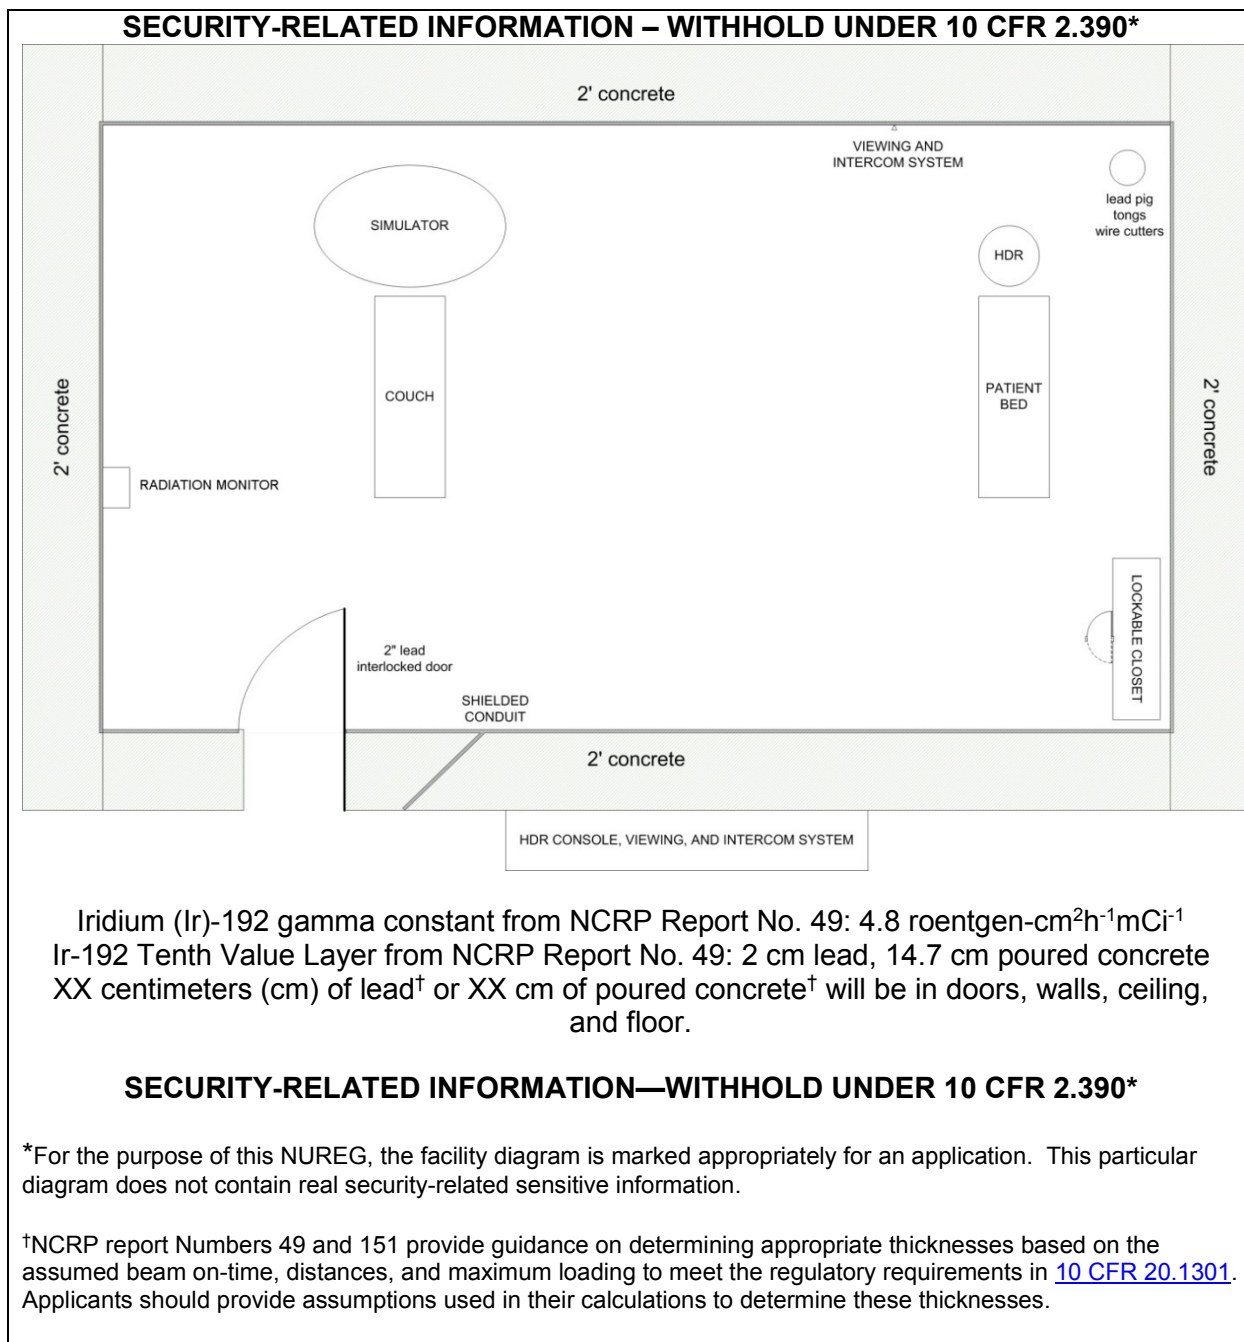 SECURITY-RELATED INFORMATION – WITHHOLD UNDER 10 CFR 2.390*
2' concrete
VIEWING AND
INTERCOM SYSTEM
lead pig
tongs
wire cutters
SIMULATOR
HDR
2' concrete
COUCH
PATIENT
BED
2' concrete
RADIATION MONITOR
LOCKABLE CLOSET
2" lead
interlocked door
SHIELDED
CONDUIT
2' concrete
HDR CONSOLE, VIEWING, AND INTERCOM SYSTEM
Iridium (Ir)-192 gamma constant from NCRP Report No. 49: 4.8 roentgen-cm²h⁻¹mCi⁻¹
Ir-192 Tenth Value Layer from NCRP Report No. 49: 2 cm lead, 14.7 cm poured concrete
XX centimeters (cm) of lead† or XX cm of poured concrete† will be in doors, walls, ceiling,
and floor.
SECURITY-RELATED INFORMATION—WITHHOLD UNDER 10 CFR 2.390*
*For the purpose of this NUREG, the facility diagram is marked appropriately for an application. This particular
diagram does not contain real security-related sensitive information.
†NCRP report Numbers 49 and 151 provide guidance on determining appropriate thicknesses based on the
assumed beam on-time, distances, and maximum loading to meet the regulatory requirements in 10 CFR 20.1301.
Applicants should provide assumptions used in their calculations to determine these thicknesses.